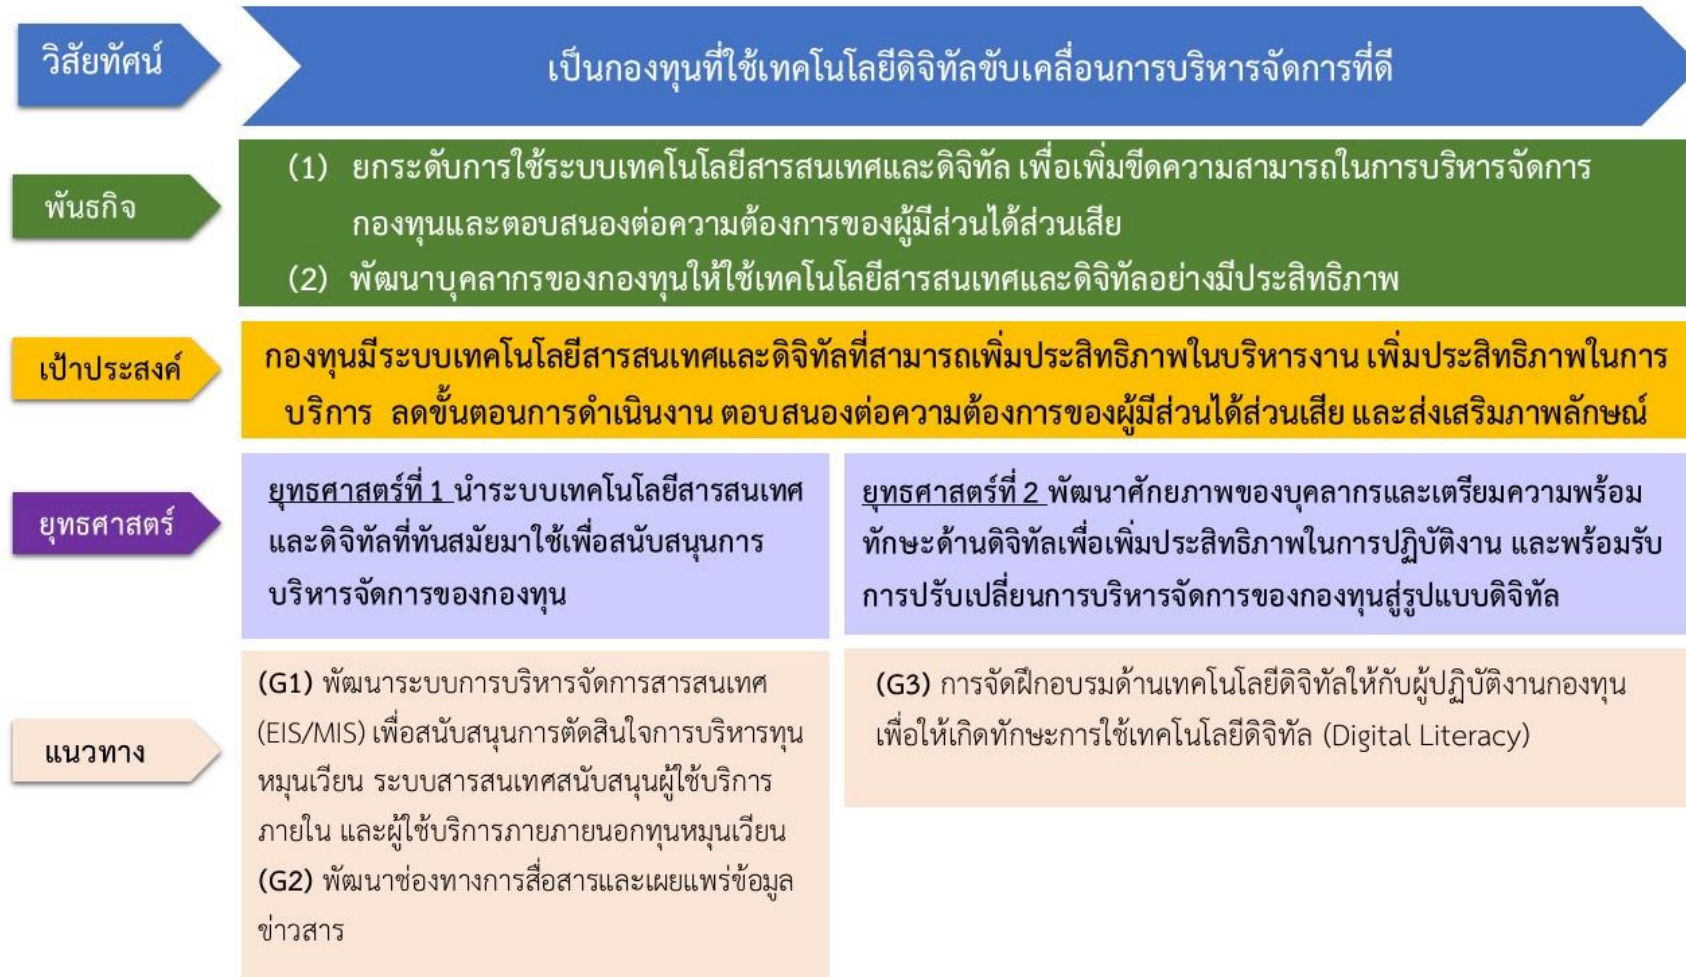 วิสัยทัศน์
เป็นกองทุนที่ใช้เทคโนโลยีดิจิทัลขับเคลื่อนการบริหารจัดการที่ดี
พันธกิจ
(1) ยกระดับการใช้ระบบเทคโนโลยีสารสนเทศและดิจิทัล เพื่อเพิ่มขีดความสามารถในการบริหารจัดการ
กองทุนและตอบสนองต่อความต้องการของผู้มีส่วนได้ส่วนเสีย
(2) พัฒนาบุคลากรของกองทุนให้ใช้เทคโนโลยีสารสนเทศและดิจิทัลอย่างมีประสิทธิภาพ
เป้าประสงค์
กองทุนมีระบบเทคโนโลยีสารสนเทศและดิจิทัลที่สามารถเพิ่มประสิทธิภาพในบริหารงาน เพิ่มประสิทธิภาพในการ
บริการ ลดขั้นตอนการดำเนินงาน ตอบสนองต่อความต้องการของผู้มีส่วนได้ส่วนเสีย และส่งเสริมภาพลักษณ์
ยุทธศาสตร์
ยุทธศาสตร์ที่ 1 นำระบบเทคโนโลยีสารสนเทศ
และดิจิทัลที่ทันสมัยมาใช้เพื่อสนับสนุนการ
บริหารจัดการของกองทุน
ยุทธศาสตร์ที่ 2 พัฒนาศักยภาพของบุคลากรและเตรียมความพร้อม
ทักษะด้านดิจิทัลเพื่อเพิ่มประสิทธิภาพในการปฏิบัติงาน และพร้อมรับ
การปรับเปลี่ยนการบริหารจัดการของกองทุนสู่รูปแบบดิจิทัล
แนวทาง
(G1) พัฒนาระบบการบริหารจัดการสารสนเทศ
(EIS/MIS) เพื่อสนับสนุนการตัดสินใจการบริหารทุน
หมุนเวียน ระบบสารสนเทศสนับสนุนผู้ใช้บริการ
ภายใน และผู้ใช้บริการภายภายนอกทุนหมุนเวียน
(G2) พัฒนาช่องทางการสื่อสารและเผยแพร่ข้อมูล
ข่าวสาร
(G3) การจัดฝึกอบรมด้านเทคโนโลยีดิจิทัลให้กับผู้ปฏิบัติงานกองทุน
เพื่อให้เกิดทักษะการใช้เทคโนโลยีดิจิทัล (Digital Literacy)